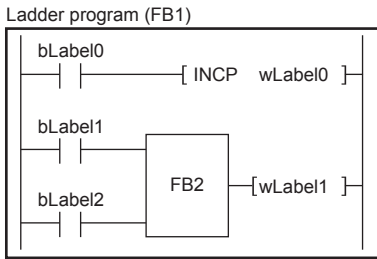 Ladder program (FB1)
bLabel0
INCP wLabel0
bLabel1
FB2
wLabel1
bLabel2